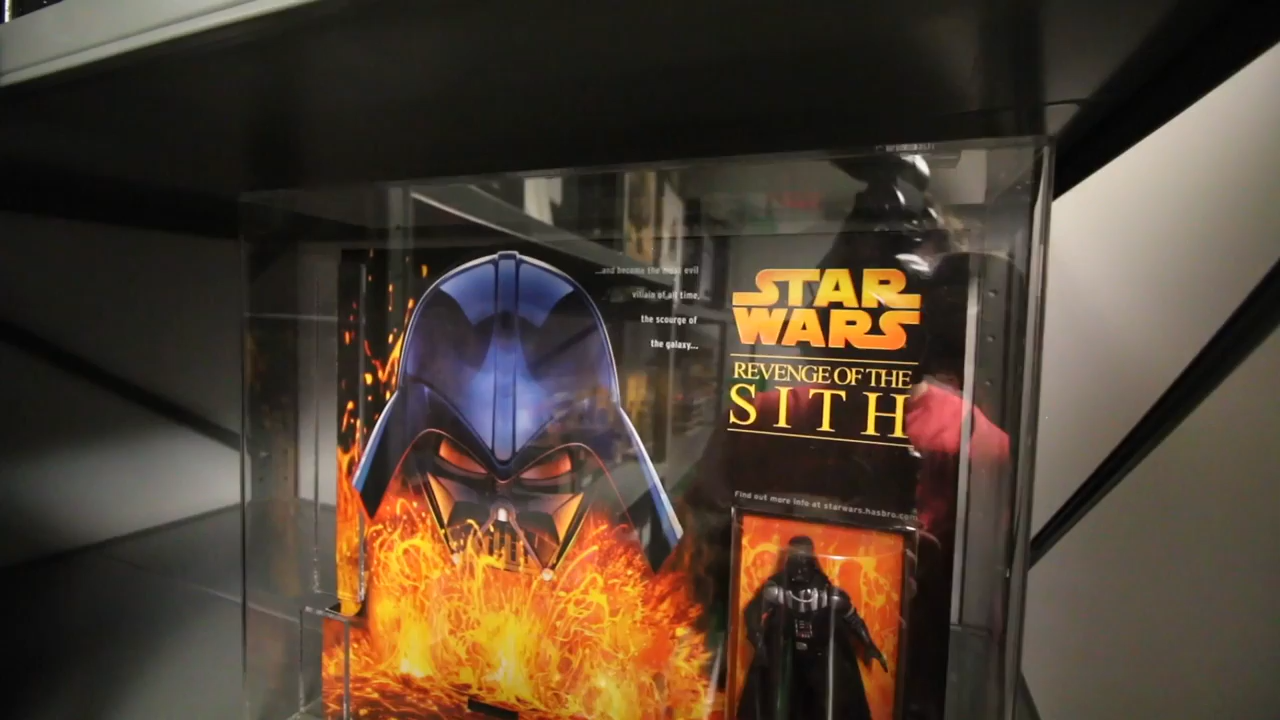 ...and become the most evil
villain of all time,
the scourge of
the galaxy...
STAR
WARS
REVENGE OF THE
SITH
Find out more info at starwars.hasbro.com